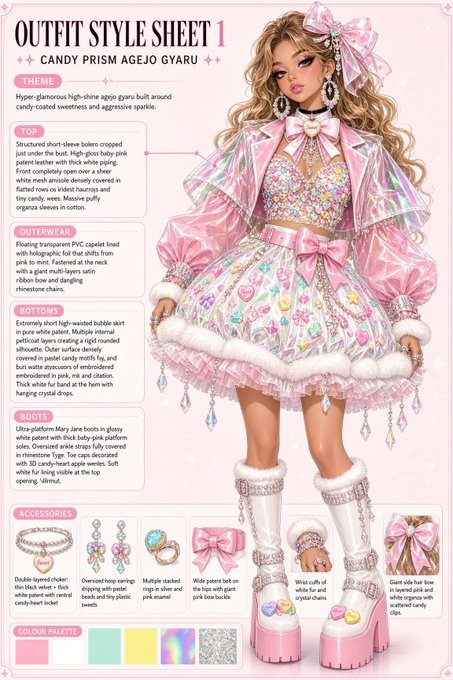 OUTFIT STYLE SHEET 1
CANDY PRISM AGEJO GYARU
THEME
Hyper-glamorous high-shine agejo gyaru built around
candy-coated sweetness and aggressive sparkle.
TOP
Structured short-sleeve bolero cropped
just under the bust. High-gloss baby-pink
patent leather with thick white piping.
Front completely open over a sheer
white mesh amisole densely covered in
flatted rows os iridest haurrojs and
tiny candy, wees. Massive puffy
organza sleeves in cotton.
OUTERWEAR
Floating transparent PVC capelet lined
with holographic foil that shifts from
pink to mint. Fastened at the neck
with a giant multi-layers satin
ribbon bow and dangling
rhinestone chains.
BOTTOMS
Extremely short high-waisted bubble skirt
in pure white patent. Multiple internal
petticoat layers creating a rigid rounded
silhouette. Outer surface densely
covered in pastel candy motifs foy, and
buri watte atyacusors of embroidered
embroidered in pink, mk and citation.
Thick white fur band at the hem with
hanging crystal drops.
BOOTS
Ultra-platform Mary Jane boots in glossy
white patent with thick baby-pink platform
soles. Oversized ankle straps fully covered
in rhinestone Tyge. Toe caps decorated
with 3D candy-heart apple wenles. Soft
white fur lining visible at the top
opening.
Sweet
ACCESSORIES
Sweet
Double-layered choker:
thin black velvet + thick
white patent with central
candy-heart locket
Oversized hoop earrings
dripping with pastel
beads and tiny plastic
sweets
Multiple stacked
rings in silver and
pink enamel
Wide patent belt on
the hips with giant
pink bow buckle
Wrist cuffs of
white fur and
crystal chains
Giant side hair bow
in layered pink and
white organza with
scattered candy
clips.
COLOUR PALETTE